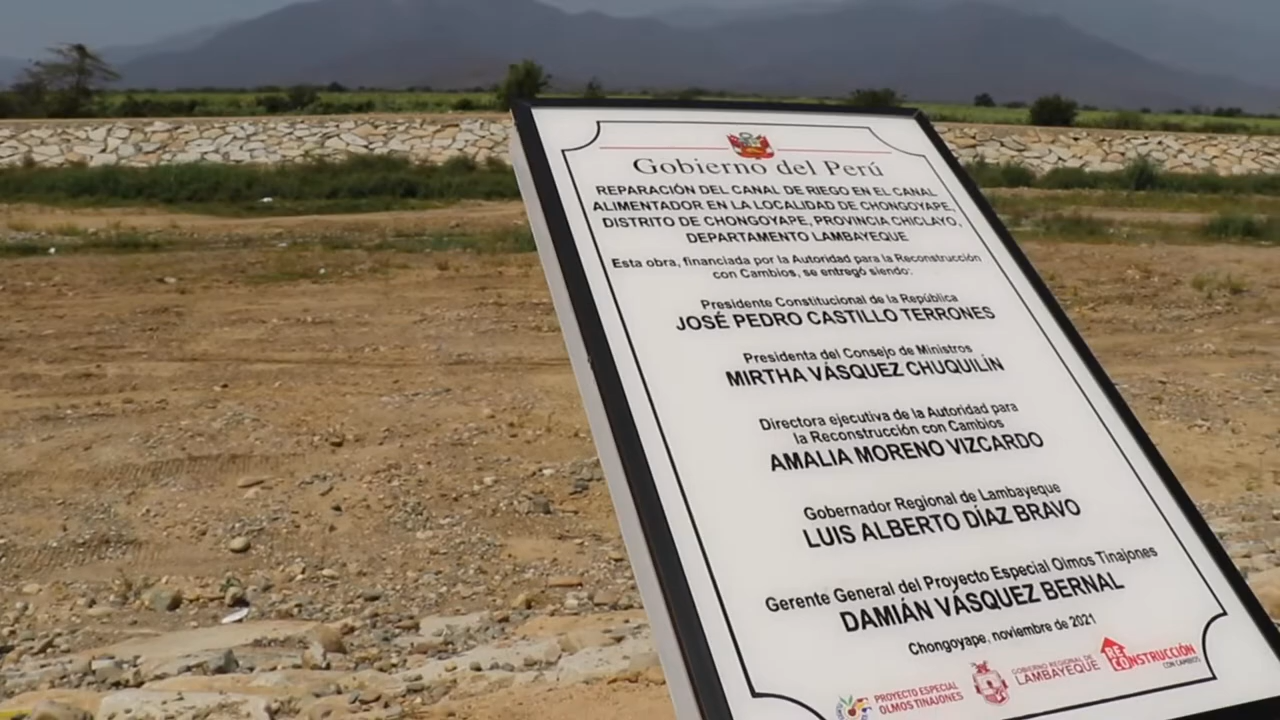 Gobierno del Perú
REPARACIÓN DEL CANAL DE RIEGO EN EL CANAL
ALIMENTADOR EN LA LOCALIDAD DE CHONGOYAPE,
DISTRITO DE CHONGOYAPE, PROVINCIA CHICLAYO,
DEPARTAMENTO LAMBAYEQUE
Esta obra, financiada por la Autoridad para la Reconstrucción
con Cambios, se entregó siendo:
Presidente Constitucional de la República
JOSÉ PEDRO CASTILLO TERRONES
Presidenta del Consejo de Ministros
MIRTHA VÁSQUEZ CHUQUILÍN
Directora ejecutiva de la Autoridad para
la Reconstrucción con Cambios
AMALIA MORENO VIZCARDO
Gobernador Regional de Lambayeque
LUIS ALBERTO DÍAZ BRAVO
Gerente General del Proyecto Especial Olmos Tinajones
DAMIÁN VÁSQUEZ BERNAL
Chongoyape, noviembre de 2021
PROYECTO ESPECIAL
OLMOS TINAJONES
GOBIERNO REGIONAL DE
LAMBAYEQUE
RE
CONSTRUCCIÓN
CON CAMBIOS